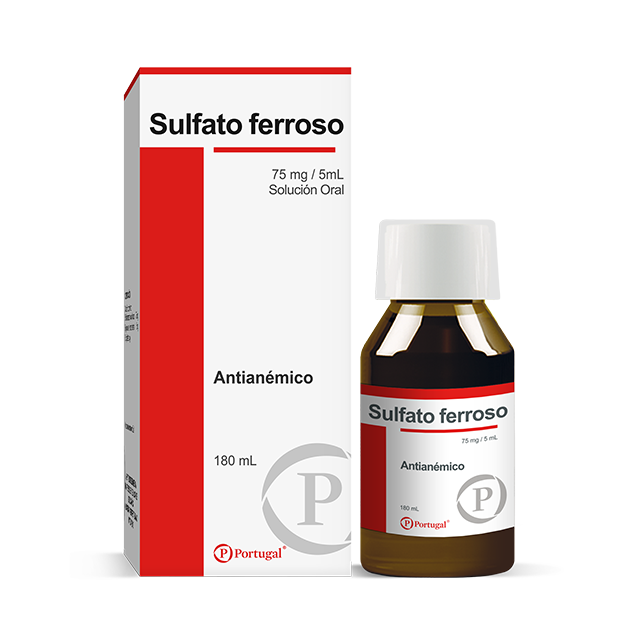 Sulfato ferroso
75 mg / 5mL
Solución Oral
Antianémico
180 mL
P
P Portugal®
Sulfato ferroso
75 mg / 5 mL
Antianémico
180 mL
P
P Portugal®